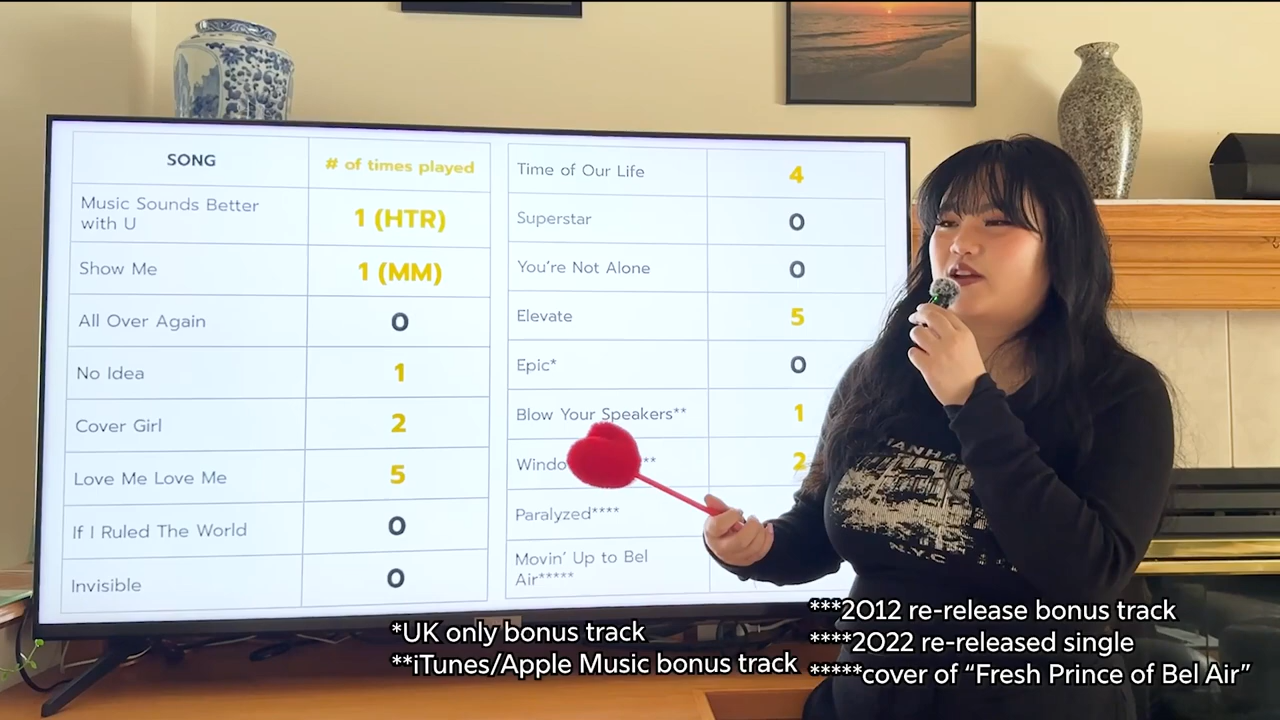 SONG
# of times played
Music Sounds Better
with U
1 (HTR)
Show Me
1 (MM)
All Over Again
0
No Idea
1
Cover Girl
2
Love Me Love Me
5
If I Ruled The World
0
Invisible
0
Time of Our Life
4
Superstar
0
You're Not Alone
0
Elevate
5
Epic*
0
Blow Your Speakers**
1
**
2
Paralyzed****
Movin' Up to Bel
Air*****
N.Y.C
*UK only bonus track
**iTunes/Apple Music bonus track
***2012 re-release bonus track
****2022 re-released single
*****cover of “Fresh Prince of Bel Air”